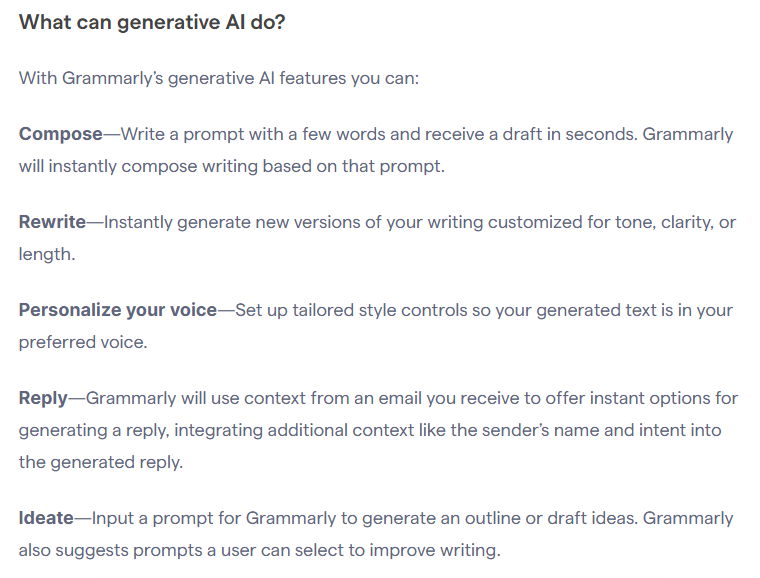 What can generative AI do?
With Grammarly’s generative AI features you can:
Compose—Write a prompt with a few words and receive a draft in seconds. Grammarly
will instantly compose writing based on that prompt.
Rewrite—Instantly generate new versions of your writing customized for tone, clarity, or
length.
Personalize your voice—Set up tailored style controls so your generated text is in your
preferred voice.
Reply—Grammarly will use context from an email you receive to offer instant options for
generating a reply, integrating additional context like the sender’s name and intent into
the generated reply.
Ideate—Input a prompt for Grammarly to generate an outline or draft ideas. Grammarly
also suggests prompts a user can select to improve writing.